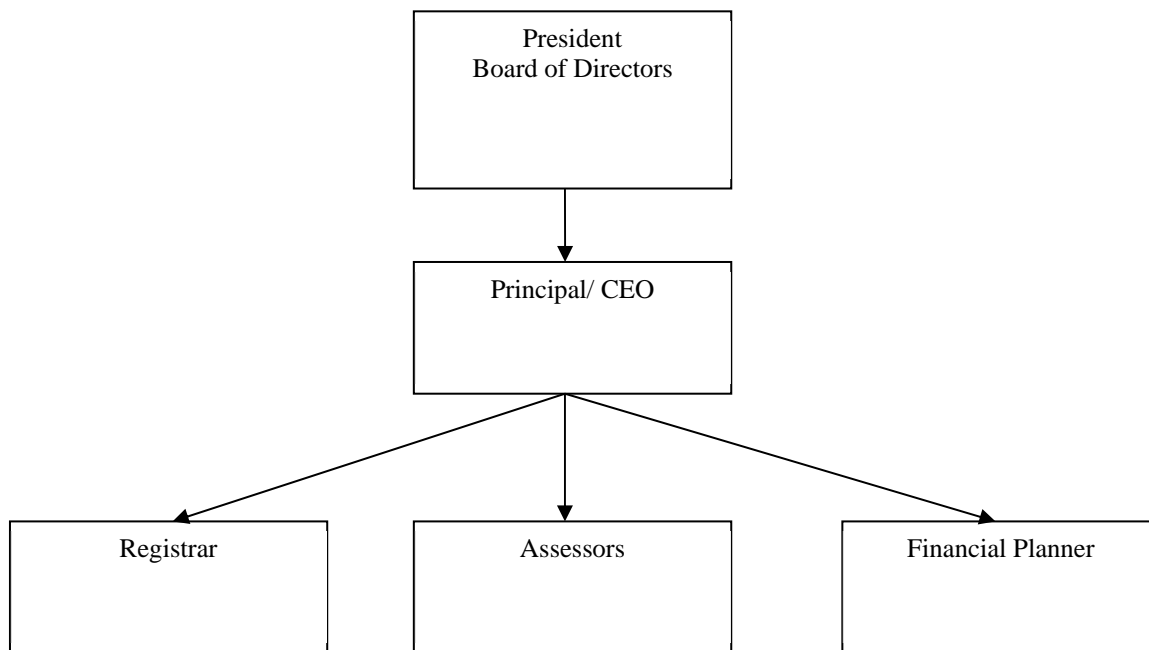 President
Board of Directors
Principal/ CEO
Registrar
Assessors
Financial Planner